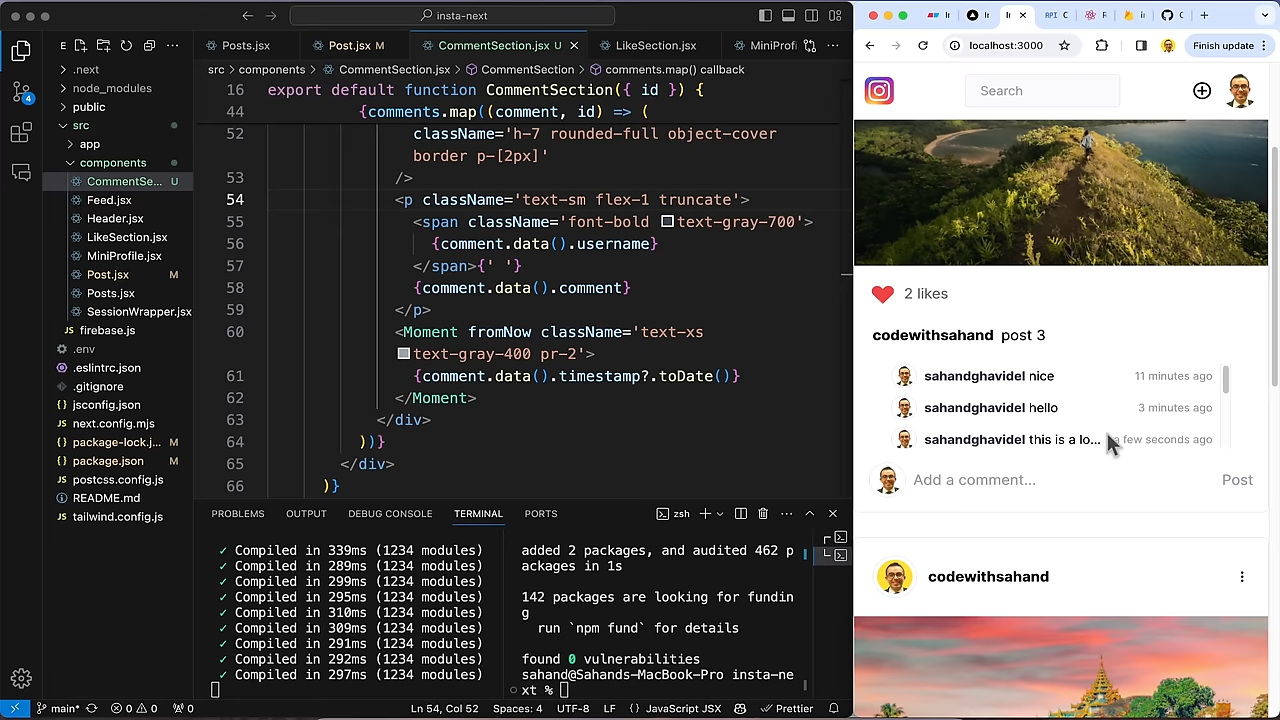 insta-next
E
.next
node_modules
public
src
app
components
CommentSe... U
Feed.jsx
Header.jsx
LikeSection.jsx
MiniProfile.jsx
Post.jsx M
Posts.jsx
SessionWrapper.jsx
JS firebase.js
.env
.eslintrc.json
.gitignore
{ } jsconfig.json
next.config.mjs
{ } package-lock.j... M
{ } package.json M
JS postcss.config.js
README.md
JS tailwind.config.js
4
Posts.jsx
Post.jsx M
CommentSection.jsx U
LikeSection.jsx
MiniProfi
src > components > CommentSection.jsx > CommentSection > comments.map() callback
16 export default function CommentSection({ id }) {
44 {comments.map((comment, id) => (
52 className='h-7 rounded-full object-cover
border p-[2px]'
53 />
54 <p className='text-sm flex-1 truncate'>
55 <span className='font-bold text-gray-700'>
56 {comment.data().username}
57 </span>{' '}
58 {comment.data().comment}
59 </p>
60 <Moment fromNow className='text-xs
text-gray-400 pr-2'>
61 {comment.data().timestamp?.toDate()}
62 </Moment>
63 </div>
64 ))}
65 </div>
66 )}
PROBLEMS OUTPUT DEBUG CONSOLE TERMINAL PORTS zsh
✓ Compiled in 339ms (1234 modules)
✓ Compiled in 289ms (1234 modules)
✓ Compiled in 299ms (1234 modules)
✓ Compiled in 295ms (1234 modules)
✓ Compiled in 310ms (1234 modules)
✓ Compiled in 309ms (1234 modules)
✓ Compiled in 291ms (1234 modules)
✓ Compiled in 292ms (1234 modules)
✓ Compiled in 297ms (1234 modules)
added 2 packages, and audited 462 p
ackages in 1s
142 packages are looking for fundin
g
run `npm fund` for details
found 0 vulnerabilities
sahand@Sahands-MacBook-Pro insta-ne
xt %
main* 0 0 0 Ln 54, Col 52 Spaces: 4 UTF-8 LF { } JavaScript JSX Prettier
API
localhost:3000
Finish update
Search
2 likes
codewithsahand post 3
sahandghavidel nice 11 minutes ago
sahandghavidel hello 3 minutes ago
sahandghavidel this is a lo... few seconds ago
Add a comment... Post
codewithsahand